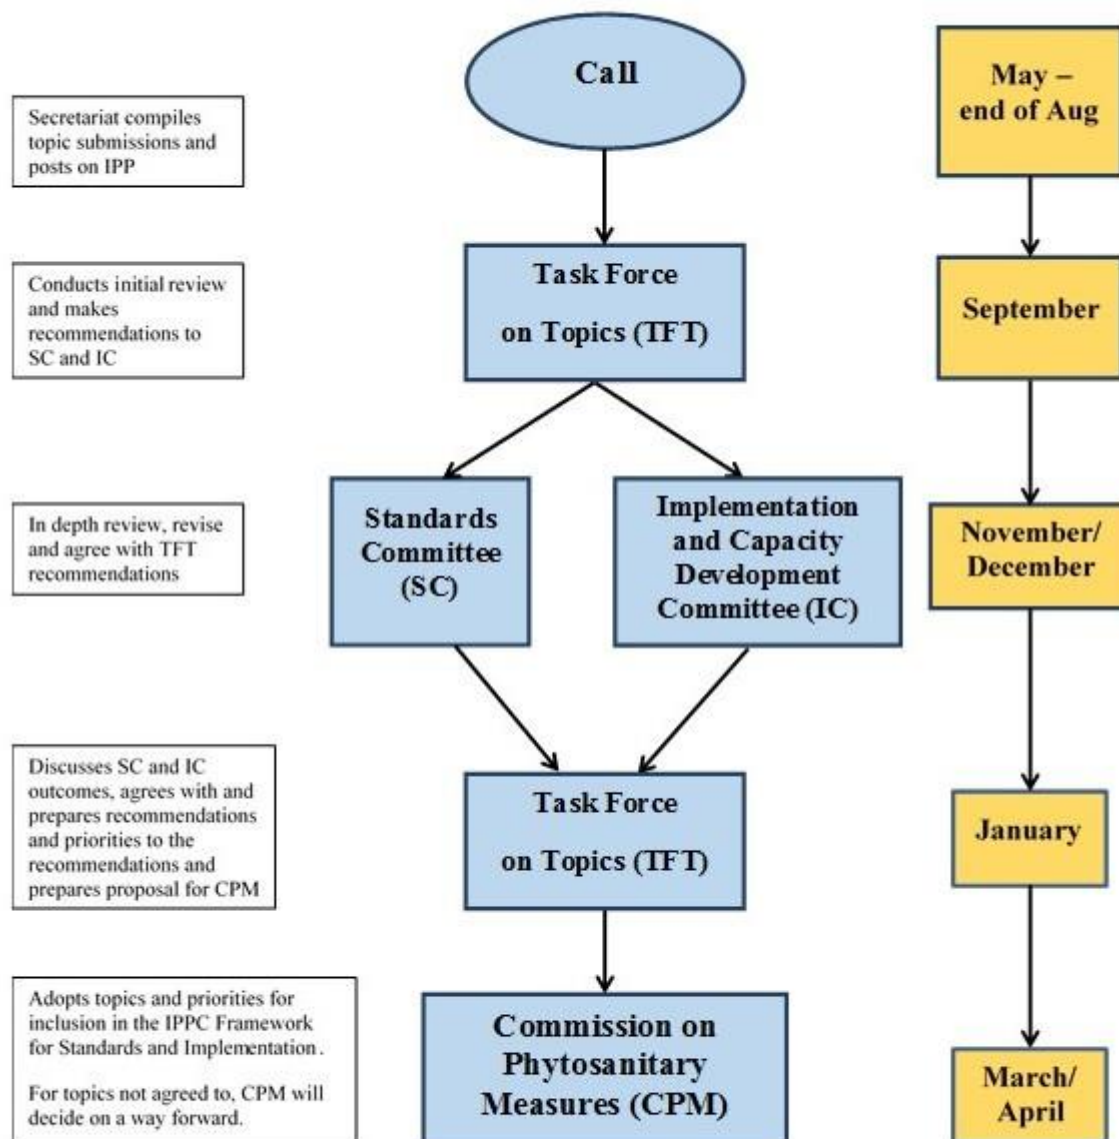 Secretariat compiles
topic submissions and
posts on IPP
Call
May –
end of Aug
Conducts initial review
and makes
recommendations to
SC and IC
Task Force
on Topics (TFT)
September
In depth review, revise
and agree with TFT
recommendations
Standards
Committee
(SC)
Implementation
and Capacity
Development
Committee (IC)
November/
December
Discusses SC and IC
outcomes, agrees with and
prepares recommendations
and priorities to the
recommendations and
prepares proposal for CPM
Task Force
on Topics (TFT)
January
Adopts topics and priorities for
inclusion in the IPPC Framework
for Standards and Implementation.
For topics not agreed to, CPM will
decide on a way forward.
Commission on
Phytosanitary
Measures (CPM)
March/
April